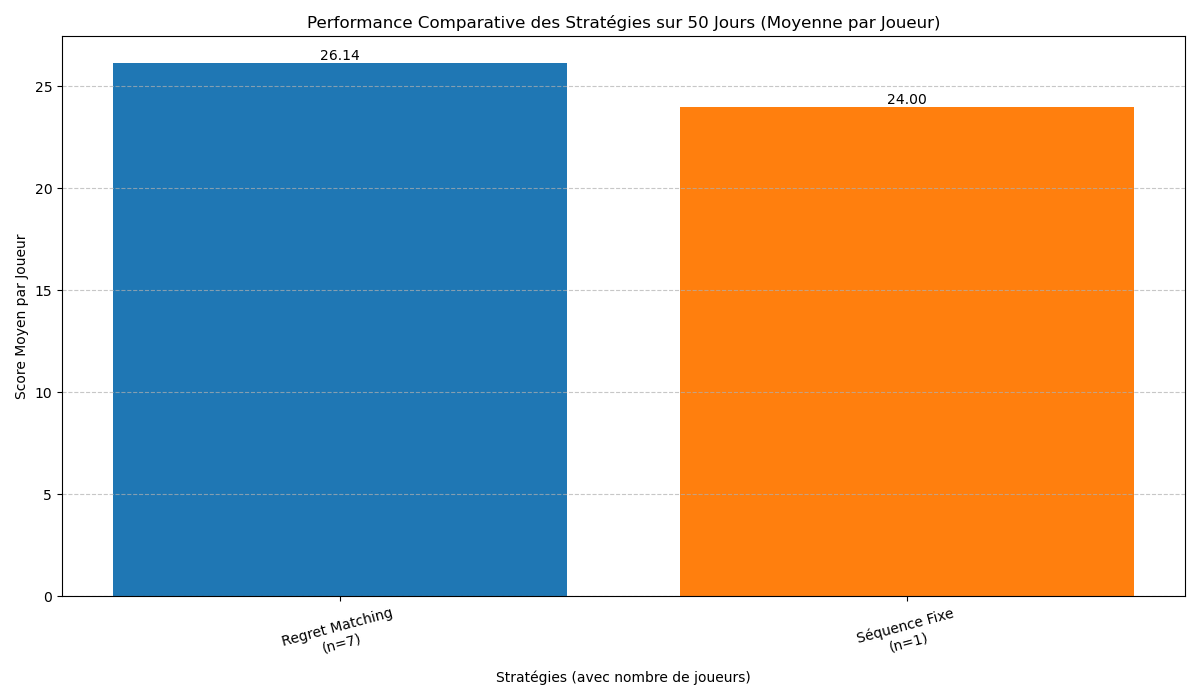 Performance Comparative des Stratégies sur 50 Jours (Moyenne par Joueur)
26.14
24.00
25
20
15
10
5
0
Score Moyen par Joueur
Regret Matching
(n=7)
Séquence Fixe
(n=1)
Stratégies (avec nombre de joueurs)